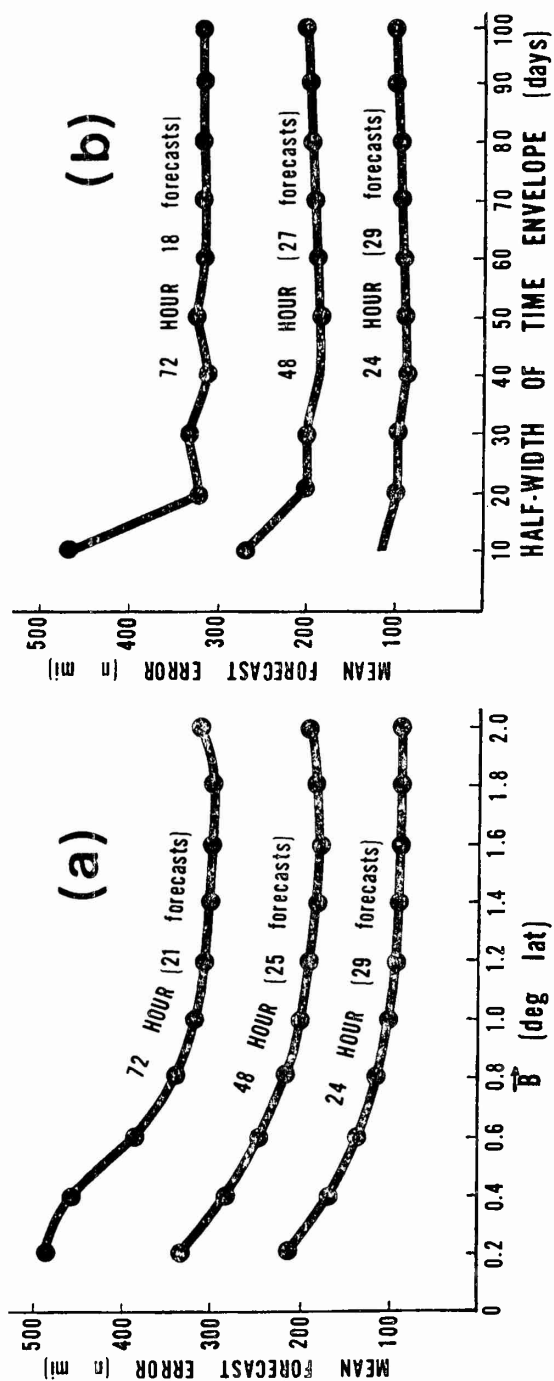 (a)
MEAN FORECAST ERROR (n mi)
500
400
300
200
100
72 HOUR (21 forecasts)
48 HOUR (25 forecasts)
24 HOUR (29 forecasts)
0 0.2 0.4 0.6 0.8 1.0 1.2 1.4 1.6 1.8 2.0
B (deg lat)
(b)
MEAN FORECAST ERROR (n mi)
500
400
300
200
100
72 HOUR 18 forecasts)
48 HOUR (27 forecasts)
24 HOUR (29 forecasts)
10 20 30 40 50 60 70 80 90 100
HALF-WIDTH OF TIME ENVELOPE (days)